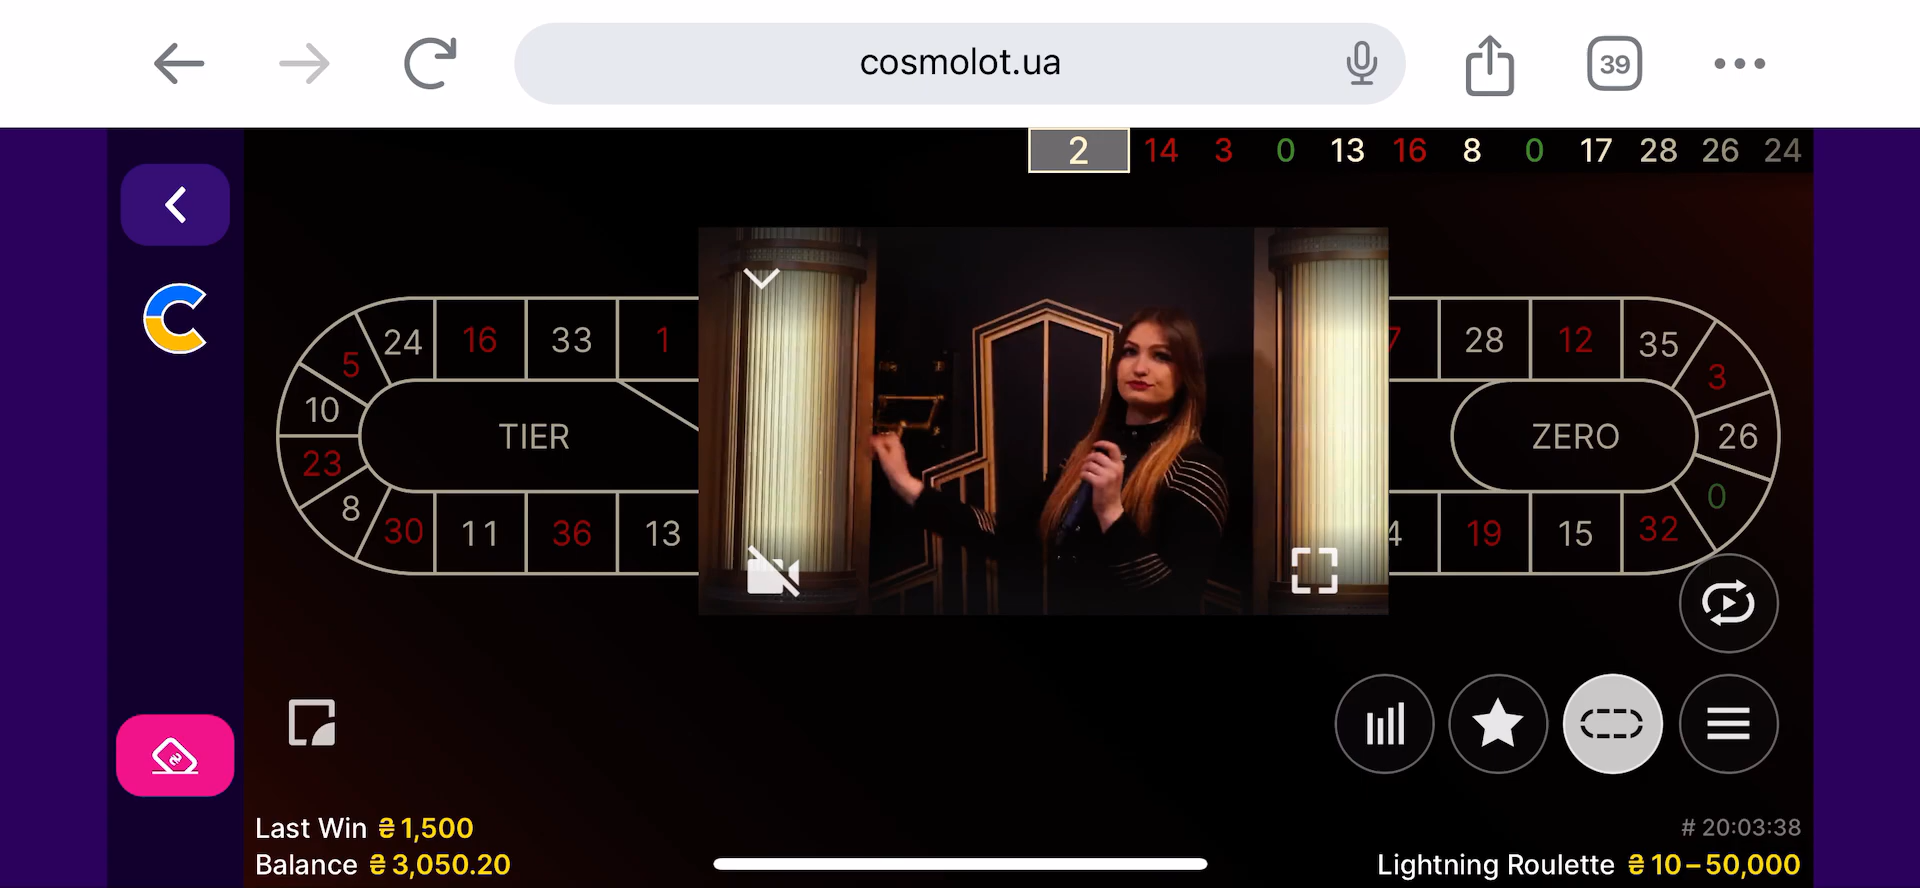 cosmolot.ua
39
2 14 3 0 13 16 8 0 17 28 26 24
24 16 33 1 7 28 12 35
5 3
10 TIER ZERO 26
23 0
8
30 11 36 13 4 19 15 32
Last Win ₴1,500
Balance ₴3,050.20
# 20:03:38
Lightning Roulette ₴10–50,000